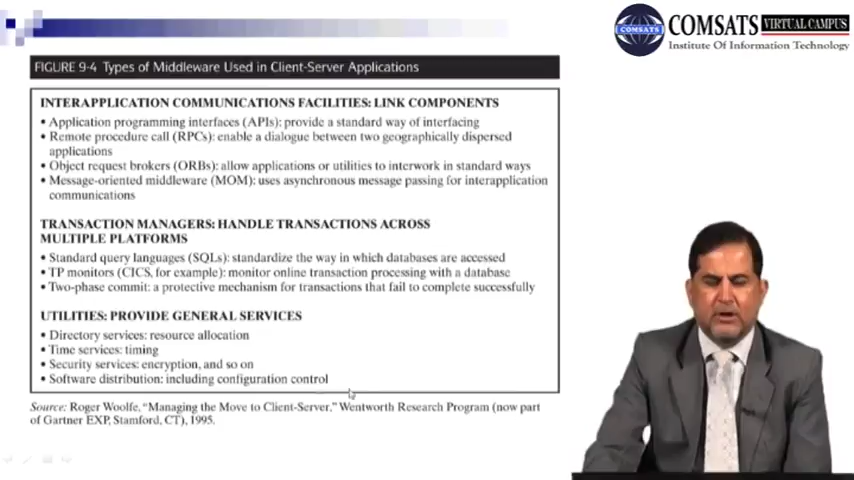 COMSATS
COMSATS VIRTUAL CAMPUS
Institute Of Information Technology
FIGURE 9-4 Types of Middleware Used in Client-Server Applications
INTERAPPLICATION COMMUNICATIONS FACILITIES: LINK COMPONENTS
• Application programming interfaces (APIs): provide a standard way of interfacing
• Remote procedure call (RPCs): enable a dialogue between two geographically dispersed
applications
• Object request brokers (ORBs): allow applications or utilities to interwork in standard ways
• Message-oriented middleware (MOM): uses asynchronous message passing for interapplication
communications
TRANSACTION MANAGERS: HANDLE TRANSACTIONS ACROSS
MULTIPLE PLATFORMS
• Standard query languages (SQLs): standardize the way in which databases are accessed
• TP monitors (CICS, for example): monitor online transaction processing with a database
• Two-phase commit: a protective mechanism for transactions that fail to complete successfully
UTILITIES: PROVIDE GENERAL SERVICES
• Directory services: resource allocation
• Time services: timing
• Security services: encryption, and so on
• Software distribution: including configuration control
Source: Roger Woolfe, “Managing the Move to Client-Server,” Wentworth Research Program (now part
of Gartner EXP, Stamford, CT), 1995.